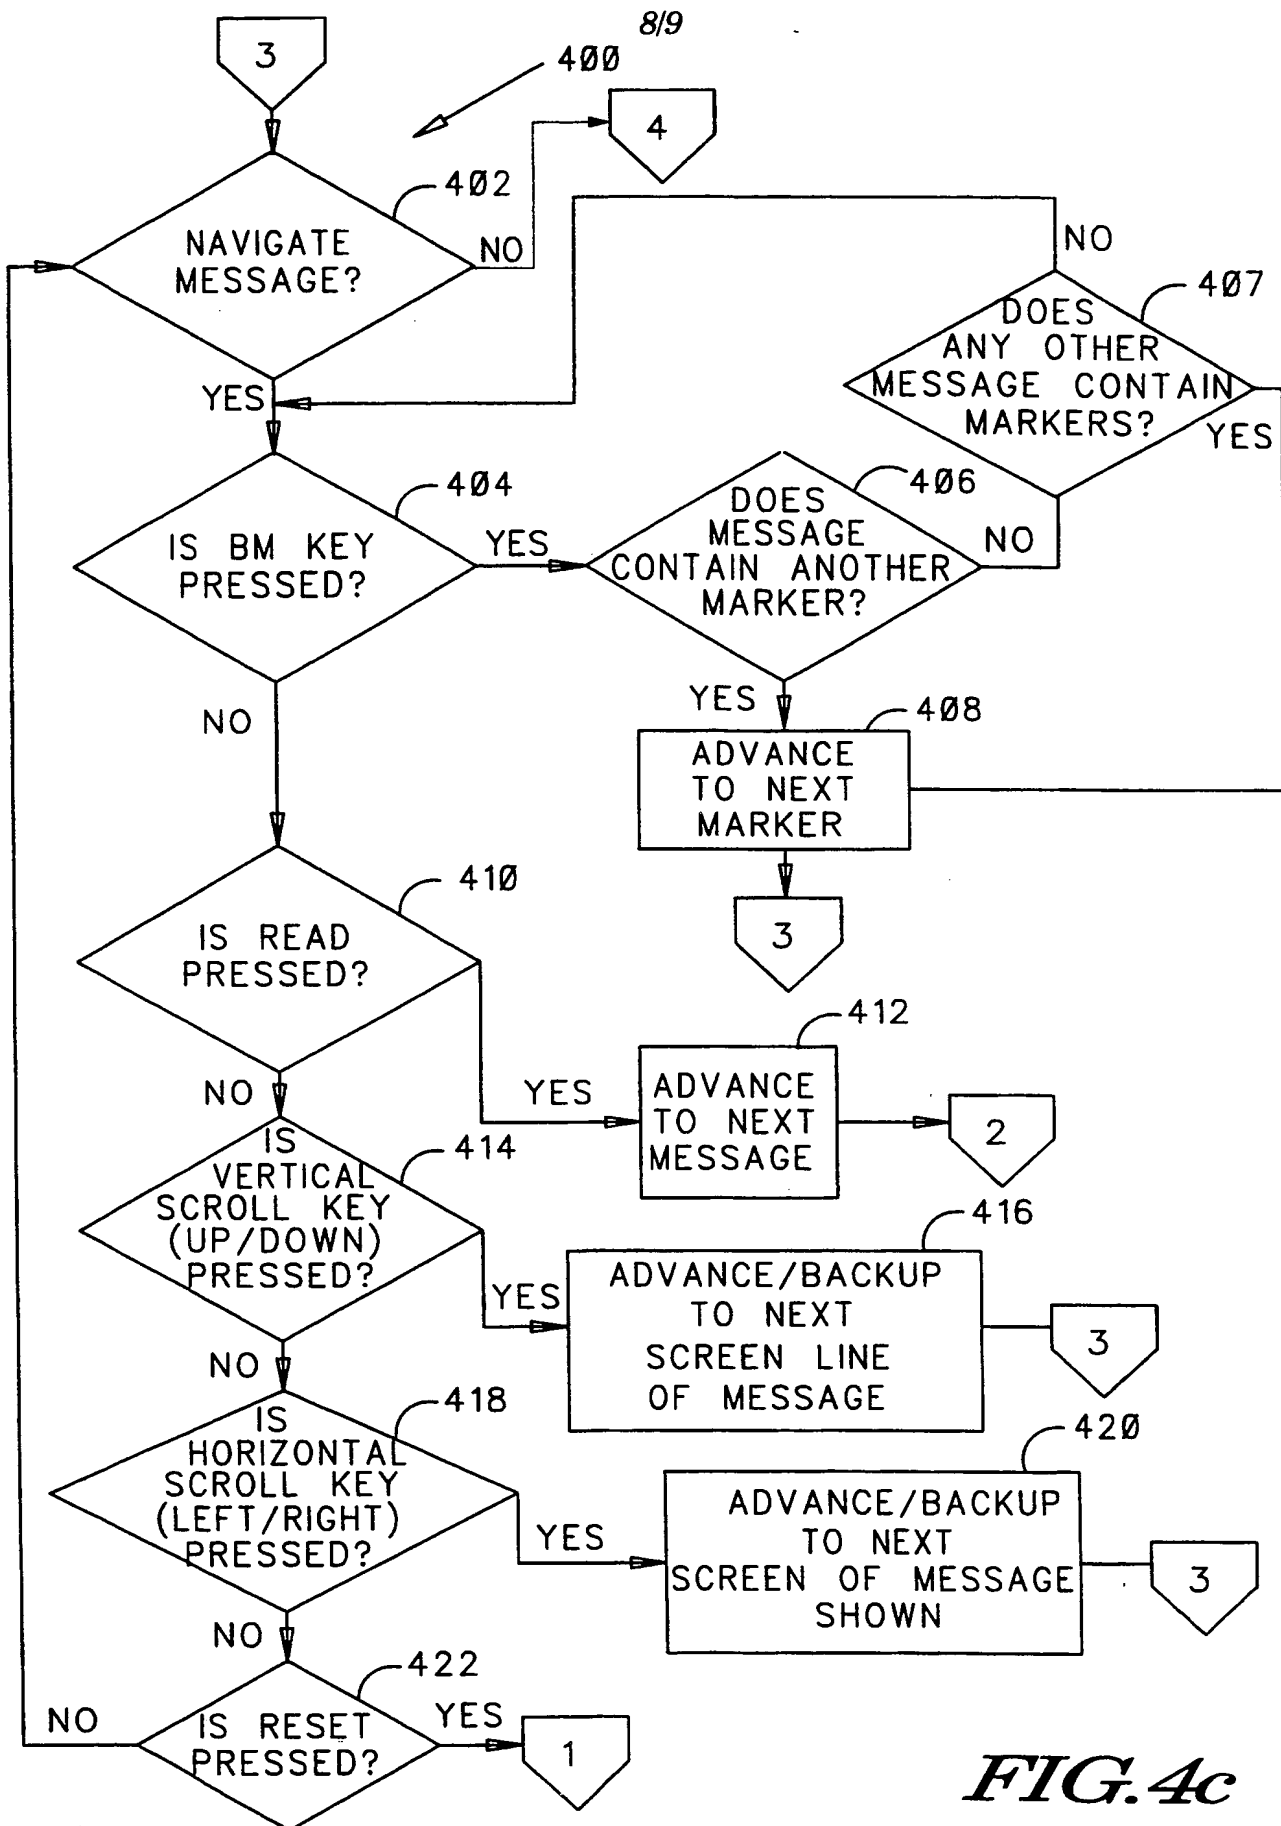 8/9
3
400
4
402
NAVIGATE
MESSAGE?
NO
NO
407
DOES
ANY OTHER
MESSAGE CONTAIN
MARKERS?
YES
YES
404
IS BM KEY
PRESSED?
YES
406
DOES
MESSAGE
CONTAIN ANOTHER
MARKER?
NO
NO
YES
408
ADVANCE
TO NEXT
MARKER
3
410
IS READ
PRESSED?
NO
YES
412
ADVANCE
TO NEXT
MESSAGE
2
414
IS
VERTICAL
SCROLL KEY
(UP/DOWN)
PRESSED?
YES
416
ADVANCE/BACKUP
TO NEXT
SCREEN LINE
OF MESSAGE
3
NO
418
IS
HORIZONTAL
SCROLL KEY
(LEFT/RIGHT)
PRESSED?
YES
420
ADVANCE/BACKUP
TO NEXT
SCREEN OF MESSAGE
SHOWN
3
NO
422
IS RESET
PRESSED?
NO
YES
1
FIG.4c